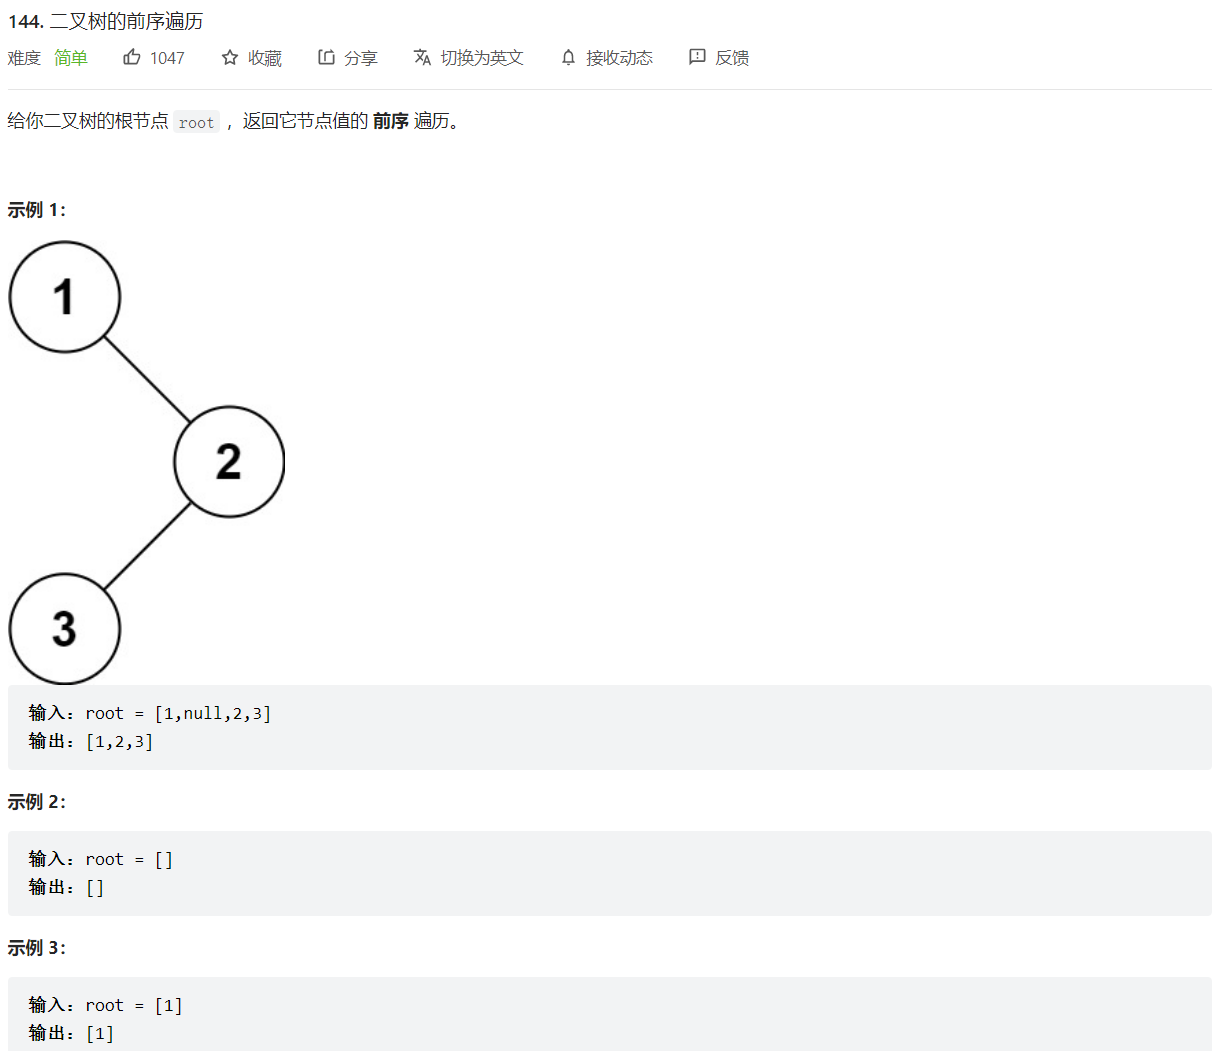 144. 二叉树的前序遍历
难度 简单 1047 收藏 分享 切换为英文 接收动态 反馈
给你二叉树的根节点 root ，返回它节点值的 前序 遍历。
示例 1：
1
2
3
输入：root = [1,null,2,3]
输出：[1,2,3]
示例 2：
输入：root = []
输出：[]
示例 3：
输入：root = [1]
输出：[1]